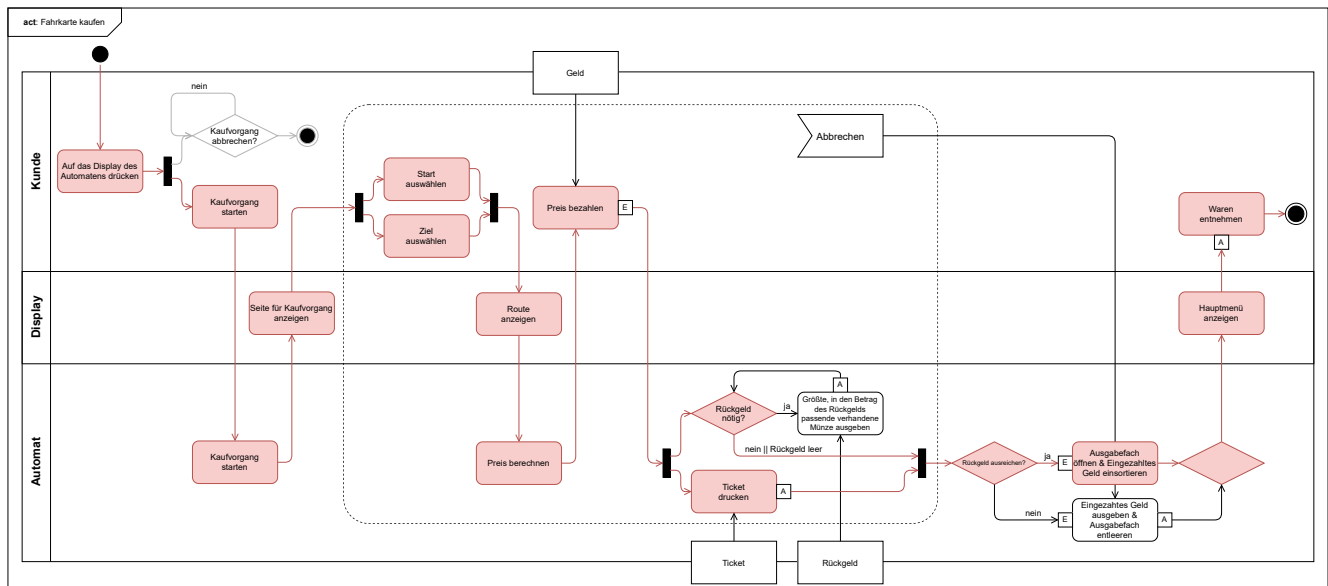 act: Fahrkarte kaufen
Geld
Kunde
nein
Kaufvorgang
abbrechen?
Auf das Display des
Automatens drücken
Kaufvorgang
starten
Start
auswählen
Ziel
auswählen
Preis bezahlen
E
Abbrechen
Waren
entnehmen
A
Display
Seite für Kaufvorgang
anzeigen
Route
anzeigen
Hauptmenü
anzeigen
Automat
Kaufvorgang
starten
Preis berechnen
Rückgeld
nötig?
ja
A
Größte, in den Betrag
des Rückgelds
passende verhandene
Münze ausgeben
nein || Rückgeld leer
Ticket
drucken
A
Rückgeld ausreichen?
ja
E
Ausgabefach
öffnen & Eingezahltes
Geld einsortieren
nein
E
Eingezahtes Geld
ausgeben &
Ausgabefach
entleeren
A
Ticket
Rückgeld